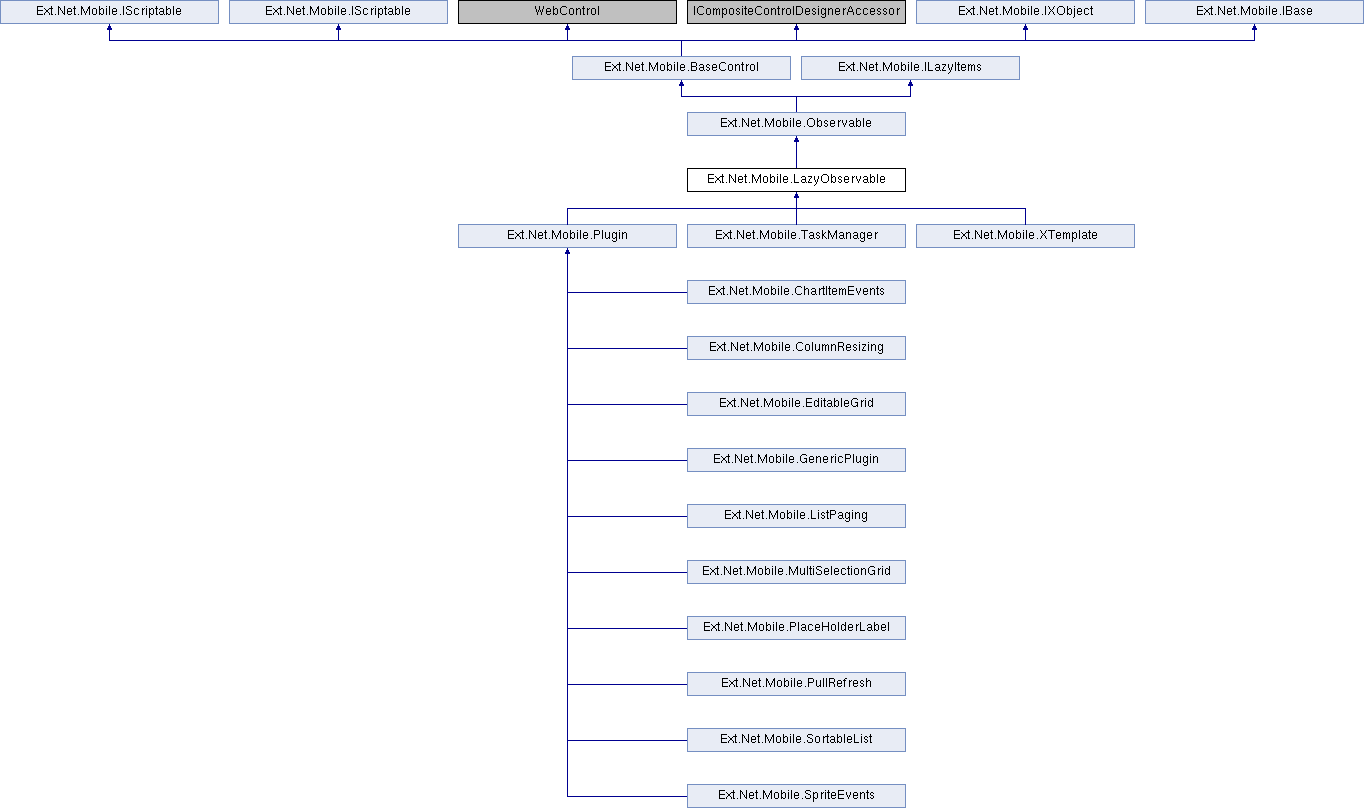 Ext.Net.Mobile.IScriptable
Ext.Net.Mobile.IScriptable
WebControl
ICompositeControlDesignerAccessor
Ext.Net.Mobile.IXObject
Ext.Net.Mobile.IBase
Ext.Net.Mobile.BaseControl
Ext.Net.Mobile.ILazyItems
Ext.Net.Mobile.Observable
Ext.Net.Mobile.LazyObservable
Ext.Net.Mobile.Plugin
Ext.Net.Mobile.TaskManager
Ext.Net.Mobile.XTemplate
Ext.Net.Mobile.ChartItemEvents
Ext.Net.Mobile.ColumnResizing
Ext.Net.Mobile.EditableGrid
Ext.Net.Mobile.GenericPlugin
Ext.Net.Mobile.ListPaging
Ext.Net.Mobile.MultiSelectionGrid
Ext.Net.Mobile.PlaceHolderLabel
Ext.Net.Mobile.PullRefresh
Ext.Net.Mobile.SortableList
Ext.Net.Mobile.SpriteEvents